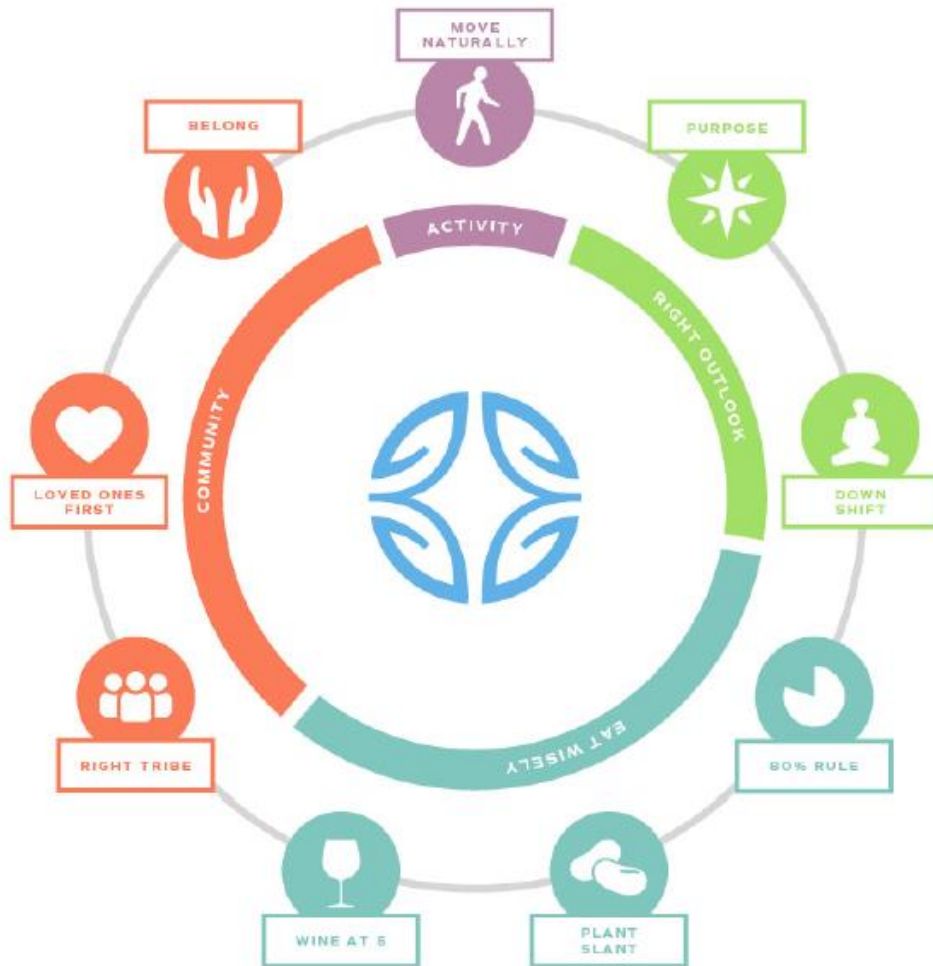 MOVE
NATURALLY
BELONG
PURPOSE
ACTIVITY
RIGHT OUTLOOK
COMMUNITY
LOVED ONES
FIRST
DOWN
SHIFT
EAT WISELY
RIGHT TRIBE
80% RULE
WINE AT 5
PLANT
SLANT